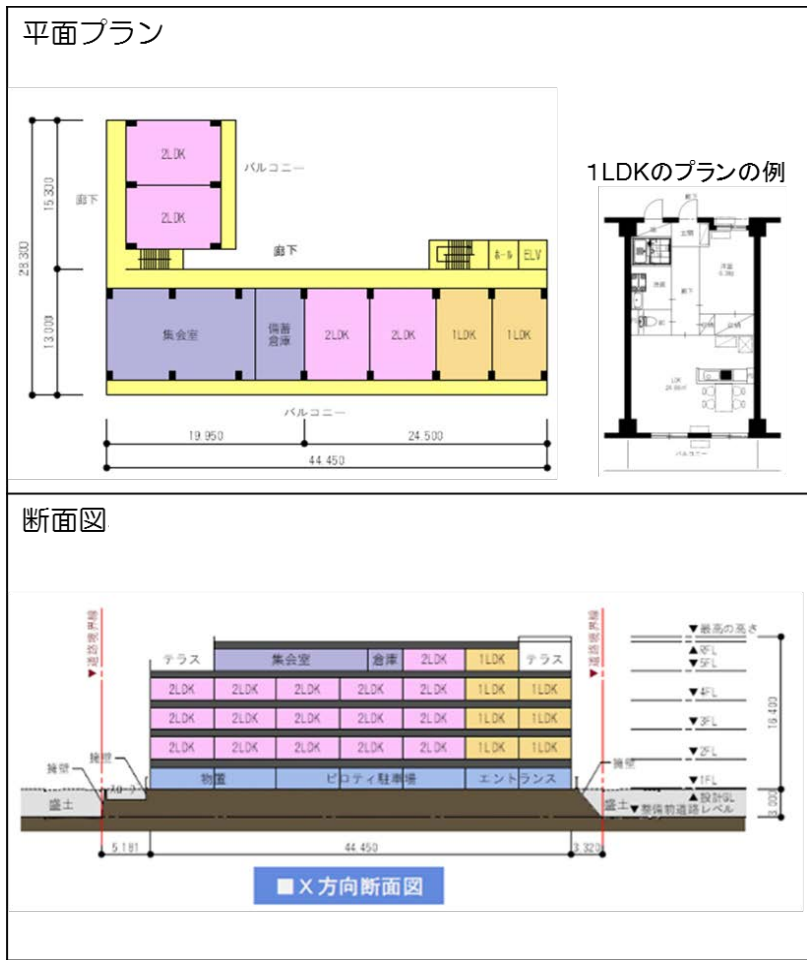 平面プラン
2LDK
バルコニー
15.300
廊下
2LDK
28.300
廊下
ホール
ELV
13.000
集会室
備蓄
倉庫
2LDK
2LDK
1LDK
1LDK
バルコニー
19.950
24.500
44.450
1LDKのプランの例
廊下
玄関
洋室
廊下
LDK
バルコニー
断面図
▼道路境界線
▼道路境界線
▼最高の高さ
テラス
集会室
倉庫
2LDK
1LDK
テラス
▲RFL
▼5FL
2LDK
2LDK
2LDK
2LDK
2LDK
1LDK
1LDK
▼4FL
2LDK
2LDK
2LDK
2LDK
2LDK
1LDK
1LDK
▼3FL
16.400
2LDK
2LDK
2LDK
2LDK
2LDK
1LDK
1LDK
▼2FL
擁壁
擁壁
物置
ピロティ駐車場
エントランス
擁壁
▼1FL
スロープ
盛土
盛土
▲設計GL
▼整備前道路
レベル
3.000
5.181
44.450
3.320
■X方向断面図